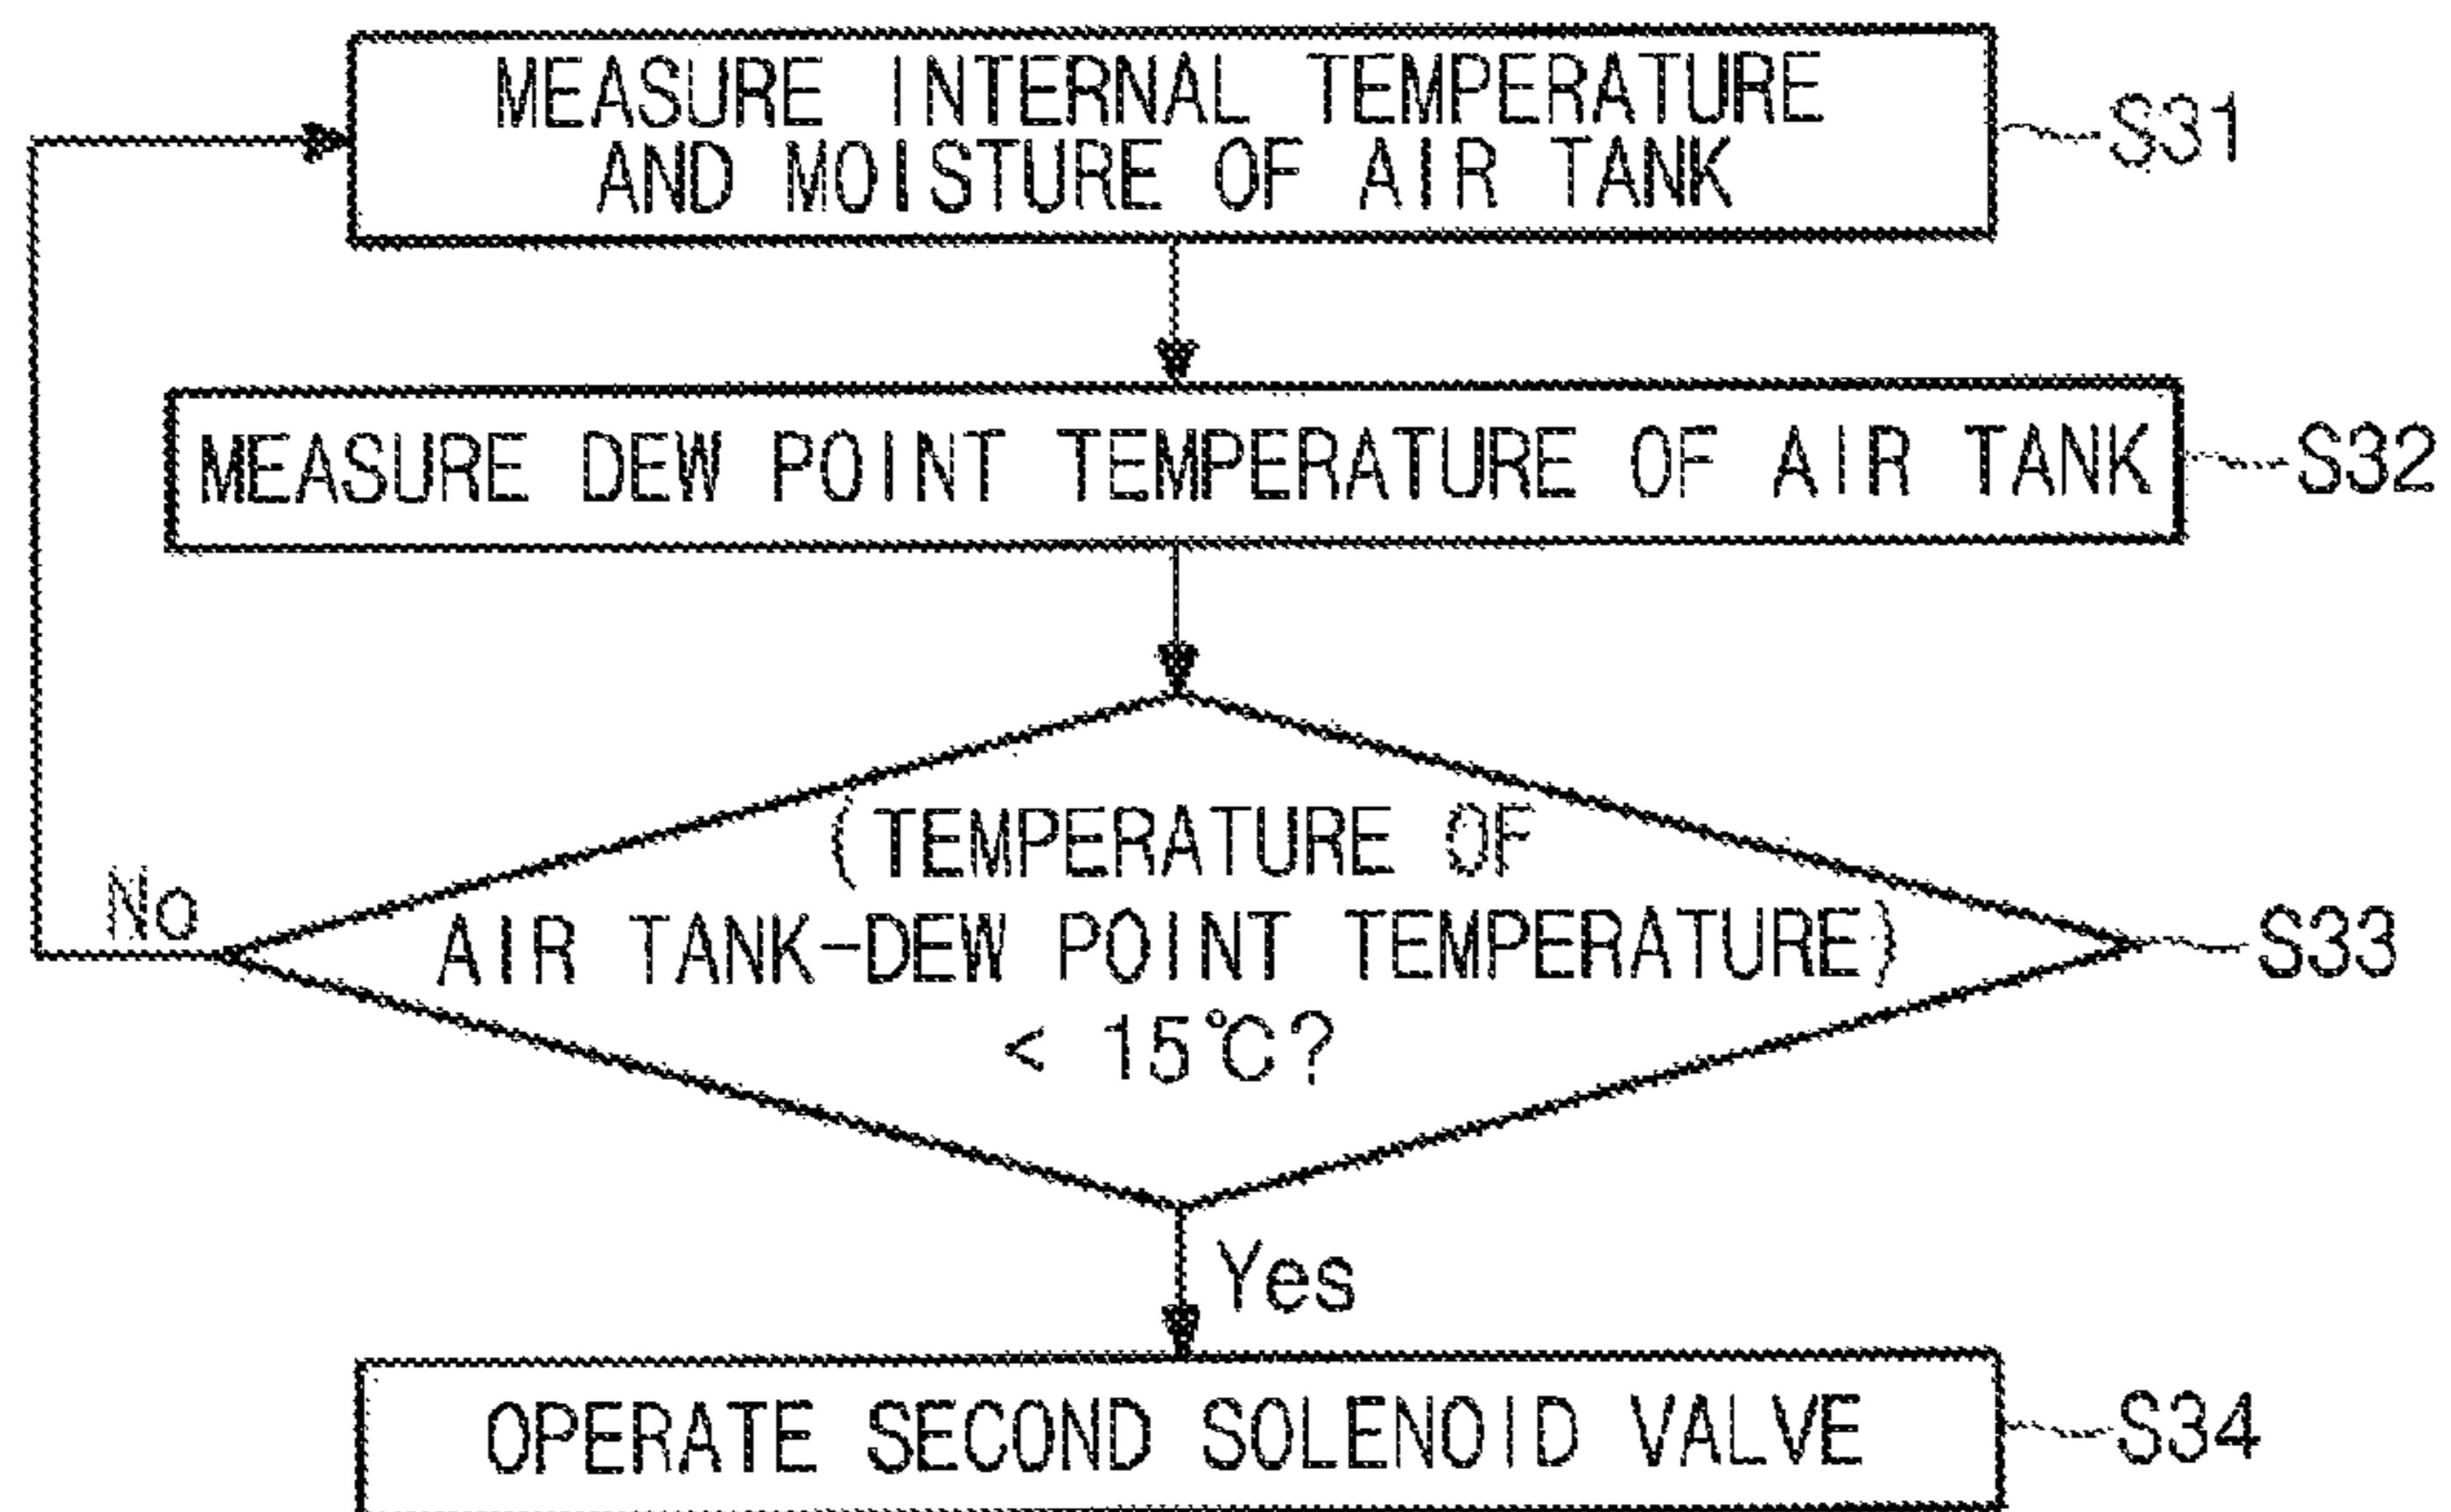 MEASURE INTERNAL TEMPERATURE
AND MOISTURE OF AIR TANK
S31
MEASURE DEW POINT TEMPERATURE OF AIR TANK
S32
(TEMPERATURE OF
AIR TANK-DEW POINT TEMPERATURE)
< 15℃?
S33
No
Yes
OPERATE SECOND SOLENOID VALVE
S34